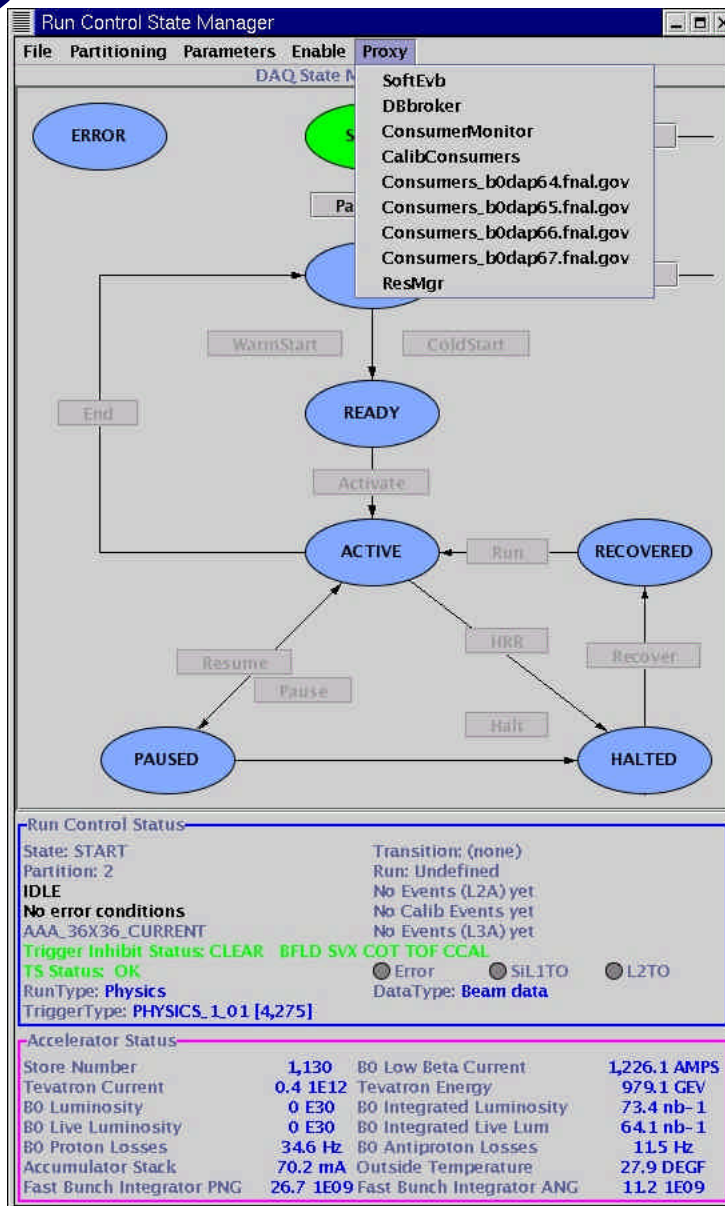 Run Control State Manager
File Partitioning Parameters Enable Proxy
DAQ State M
SoftEvb
DBbroker
ConsumerMonitor
CalibConsumers
Consumers_b0dap64.fnal.gov
Consumers_b0dap65.fnal.gov
Consumers_b0dap66.fnal.gov
Consumers_b0dap67.fnal.gov
ResMgr
ERROR
S
Pa
WarmStart
ColdStart
End
READY
Activate
ACTIVE
Run
RECOVERED
HRR
Resume
Recover
Pause
Halt
PAUSED
HALTED
Run Control Status
State: START Transition: (none)
Partition: 2 Run: Undefined
IDLE No Events (L2A) yet
No error conditions No Calib Events yet
AAA_36X36_CURRENT No Events (L3A) yet
Trigger Inhibit Status: CLEAR BFLD SVX COT TOF CCAL
TS Status: OK Error SiL1TO L2TO
RunType: Physics DataType: Beam data
TriggerType: PHYSICS_1_01 [4,275]
Accelerator Status
Store Number 1,130 B0 Low Beta Current 1,226.1 AMPS
Tevatron Current 0.4 1E12 Tevatron Energy 979.1 GEV
B0 Luminosity 0 E30 B0 Integrated Luminosity 73.4 nb-1
B0 Live Luminosity 0 E30 B0 Integrated Live Lum 64.1 nb-1
B0 Proton Losses 34.6 Hz B0 Antiproton Losses 11.5 Hz
Accumulator Stack 70.2 mA Outside Temperature 27.9 DEGF
Fast Bunch Integrator PNG 26.7 1E09 Fast Bunch Integrator ANG 11.2 1E09